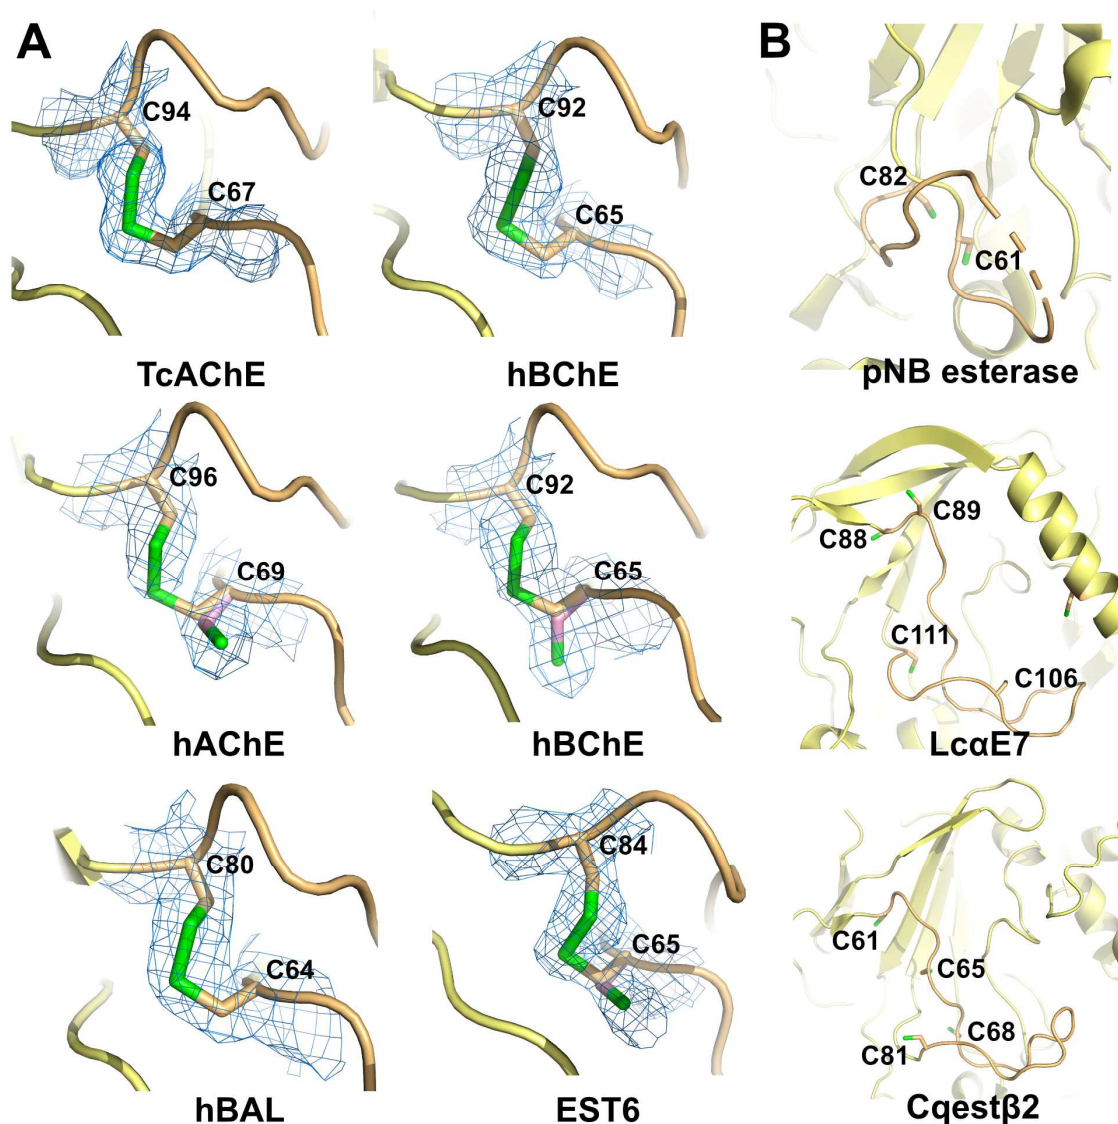 A
C94
C67
TcAChE
C92
C65
hBChE
C96
C69
hAChE
C92
C65
hBChE
C80
C64
hBAL
C84
C65
EST6
B
C82
C61
pNB esterase
C89
C88
C111
C106
LcαE7
C61
C65
C68
C81
Cqestβ2